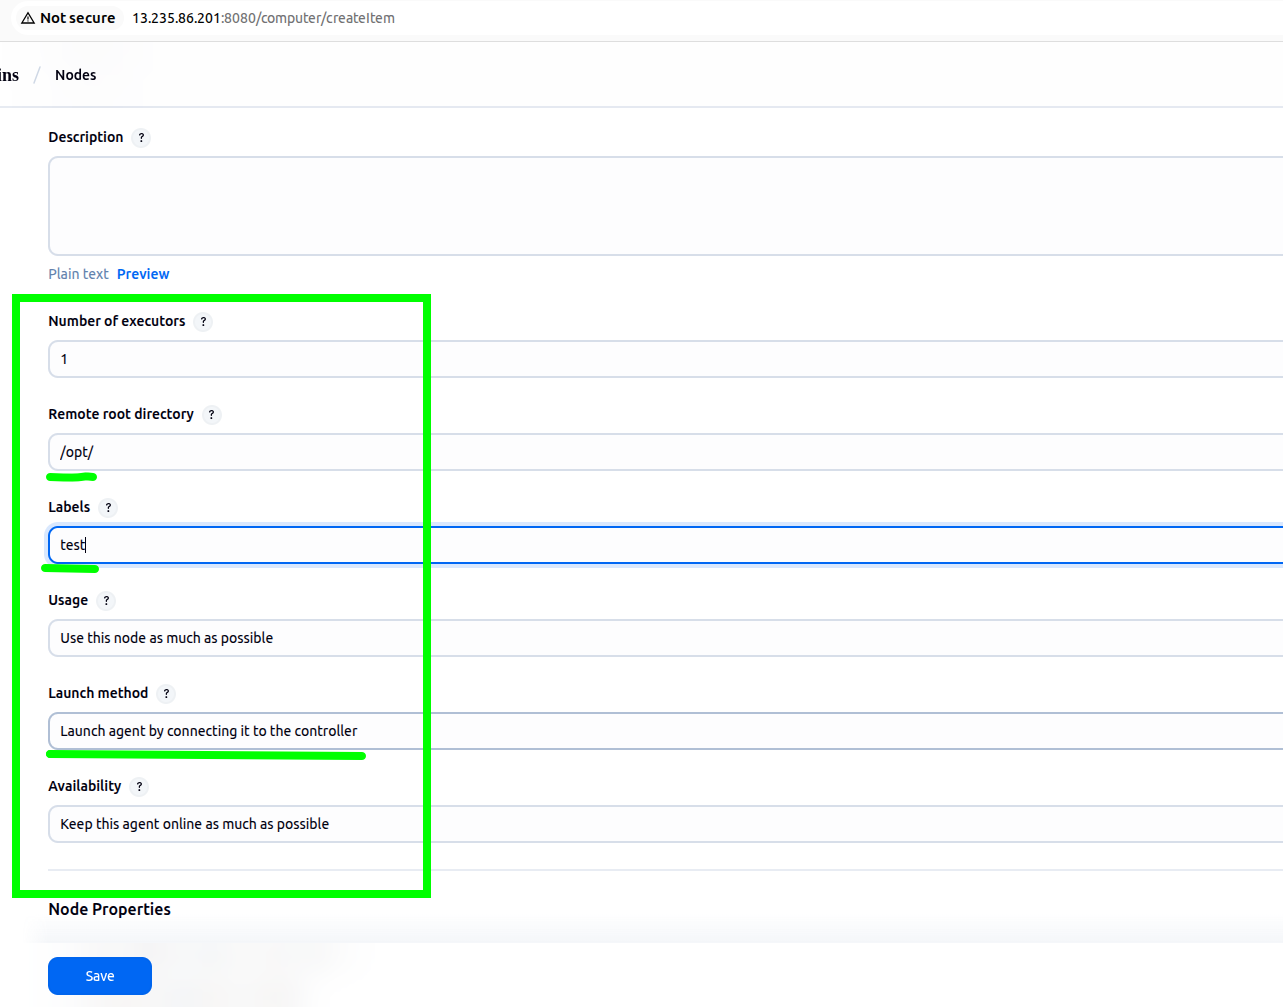 Not secure 13.235.86.201:8080/computer/createItem
ins / Nodes
Description ?
Plain text Preview
Number of executors ?
1
Remote root directory ?
/opt/
Labels ?
test
Usage ?
Use this node as much as possible
Launch method ?
Launch agent by connecting it to the controller
Availability ?
Keep this agent online as much as possible
Node Properties
Save